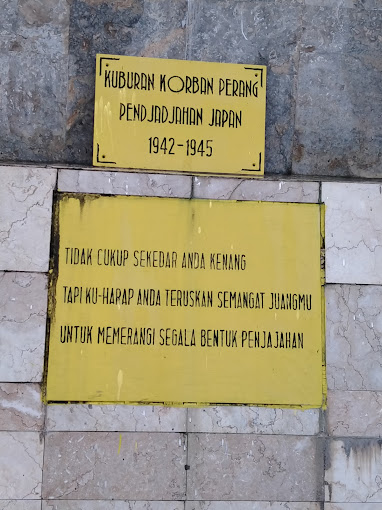 KUBURAN KORBAN PERANG
PENDJADJAHAN JAPAN
1942-1945
TIDAK CUKUP SEKEDAR ANDA KENANG
TAPI KU-HARAP ANDA TERUSKAN SEMANGAT JUANGMU
UNTUK MEMERANGI SEGALA BENTUK PENJAJAHAN